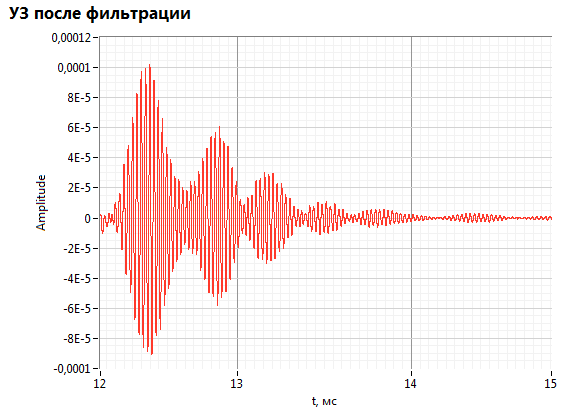 УЗ после фильтрации
0,00012
0,0001
8E-5
6E-5
4E-5
2E-5
0
-2E-5
-4E-5
-6E-5
-8E-5
-0,0001
Amplitude
12 13 14 15
t, мс